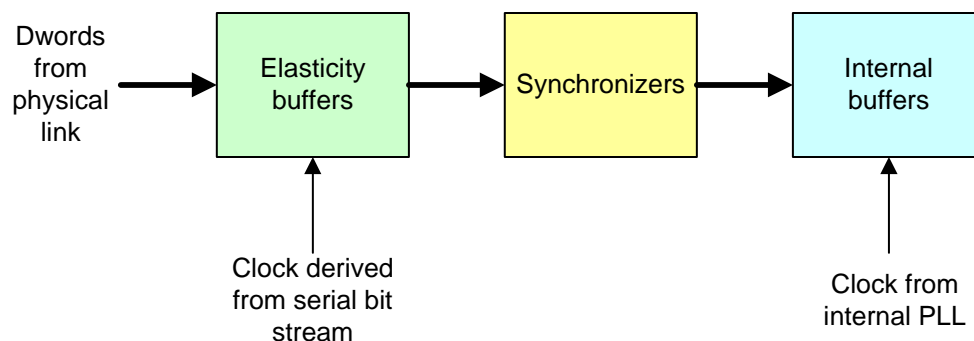 Dwords
from
physical
link
Elasticity
buffers
Synchronizers
Internal
buffers
Clock derived
from serial bit
stream
Clock from
internal PLL